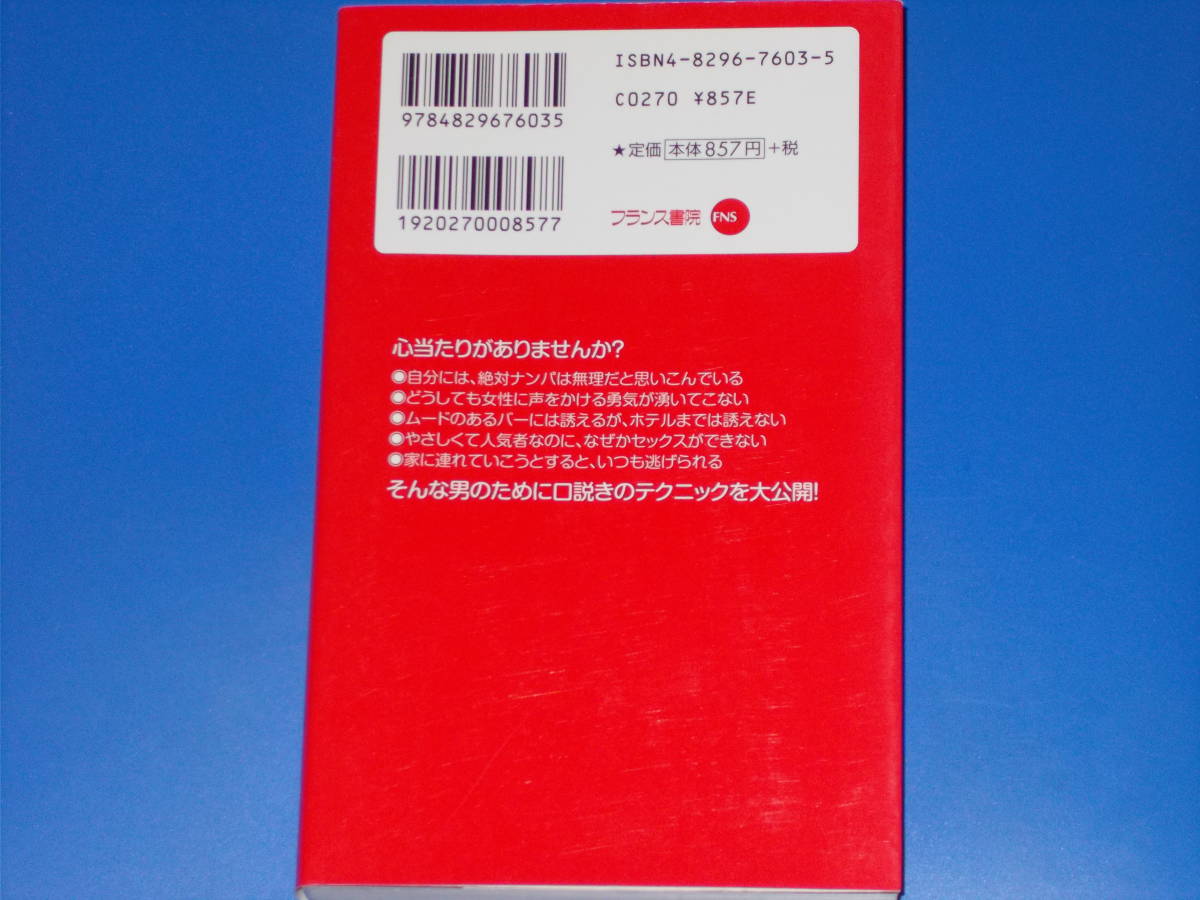 ISBN4-8296-7603-5
9784829676035
C0270 ¥857E
★定価 本体857円 +税
1920270008577
フランス書院 FNS
心当たりがありませんか?
◉自分には、絶対ナンパは無理だと思いこんでいる
◉どうしても女性に声をかける勇気が湧いてこない
◉ムードのあるバーには誘えるが、ホテルまでは誘えない
◉やさしくて人気者なのに、なぜかセックスができない
◉家に連れていこうとすると、いつも逃げられる
そんな男のために口説きのテクニックを大公開!